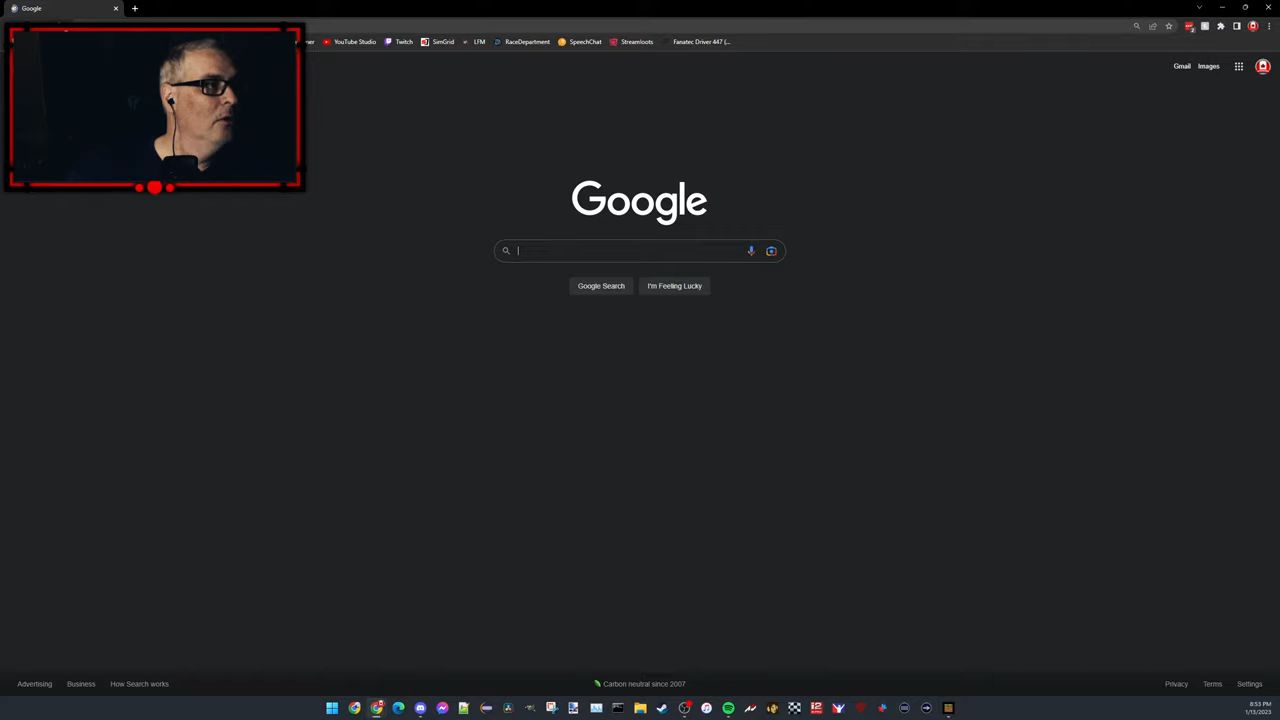 Google
YouTube Studio
Twitch
SimGrid
LFM
RaceDepartment
SpeechChat
Streamloots
Fanatec Driver 447 (...
Gmail
Images
Google
Google Search
I'm Feeling Lucky
Advertising
Business
How Search works
Carbon neutral since 2007
Privacy
Terms
Settings
8:53 PM
1/13/2023